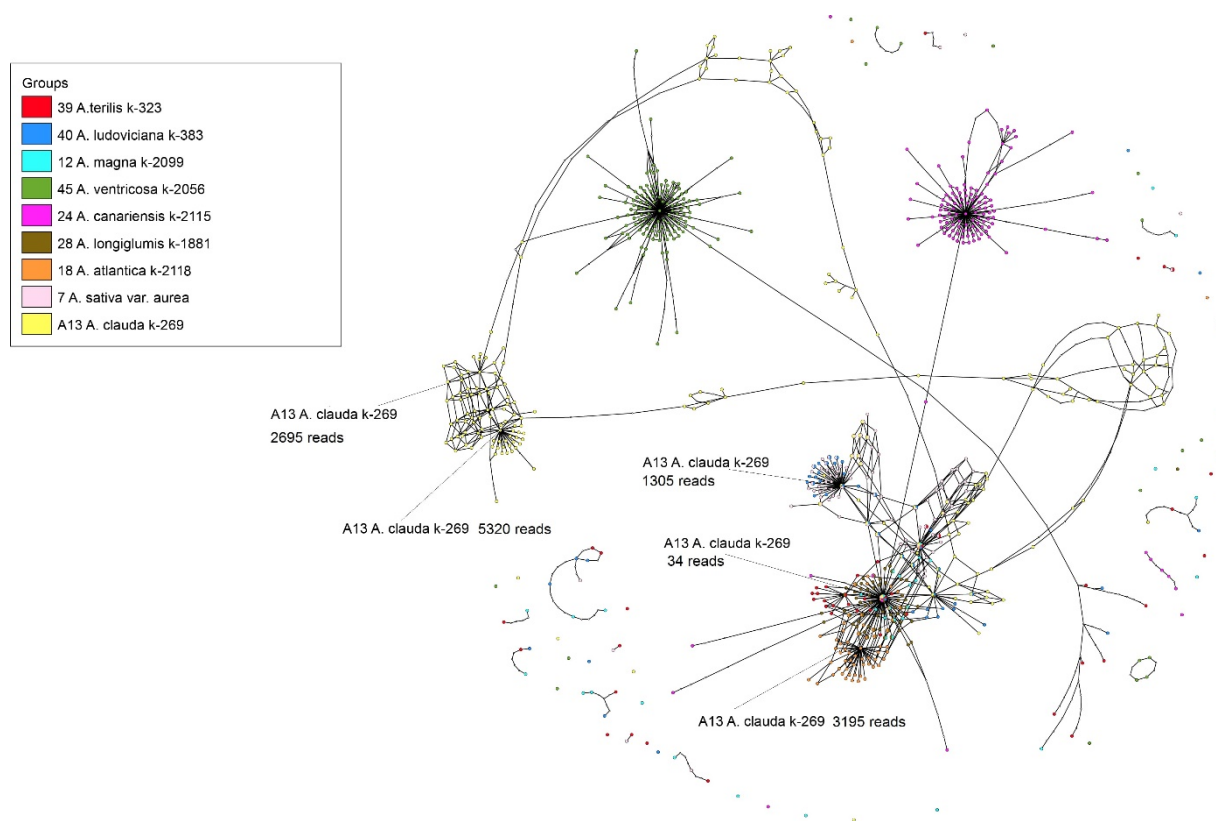 Groups
39 A.terilis k-323
40 A. ludoviciana k-383
12 A. magna k-2099
45 A. ventricosa k-2056
24 A. canariensis k-2115
28 A. longiglumis k-1881
18 A. atlantica k-2118
7 A. sativa var. aurea
A13 A. clauda k-269
A13 A. clauda k-269
2695 reads
A13 A. clauda k-269 5320 reads
A13 A. clauda k-269
1305 reads
A13 A. clauda k-269
34 reads
A13 A. clauda k-269 3195 reads